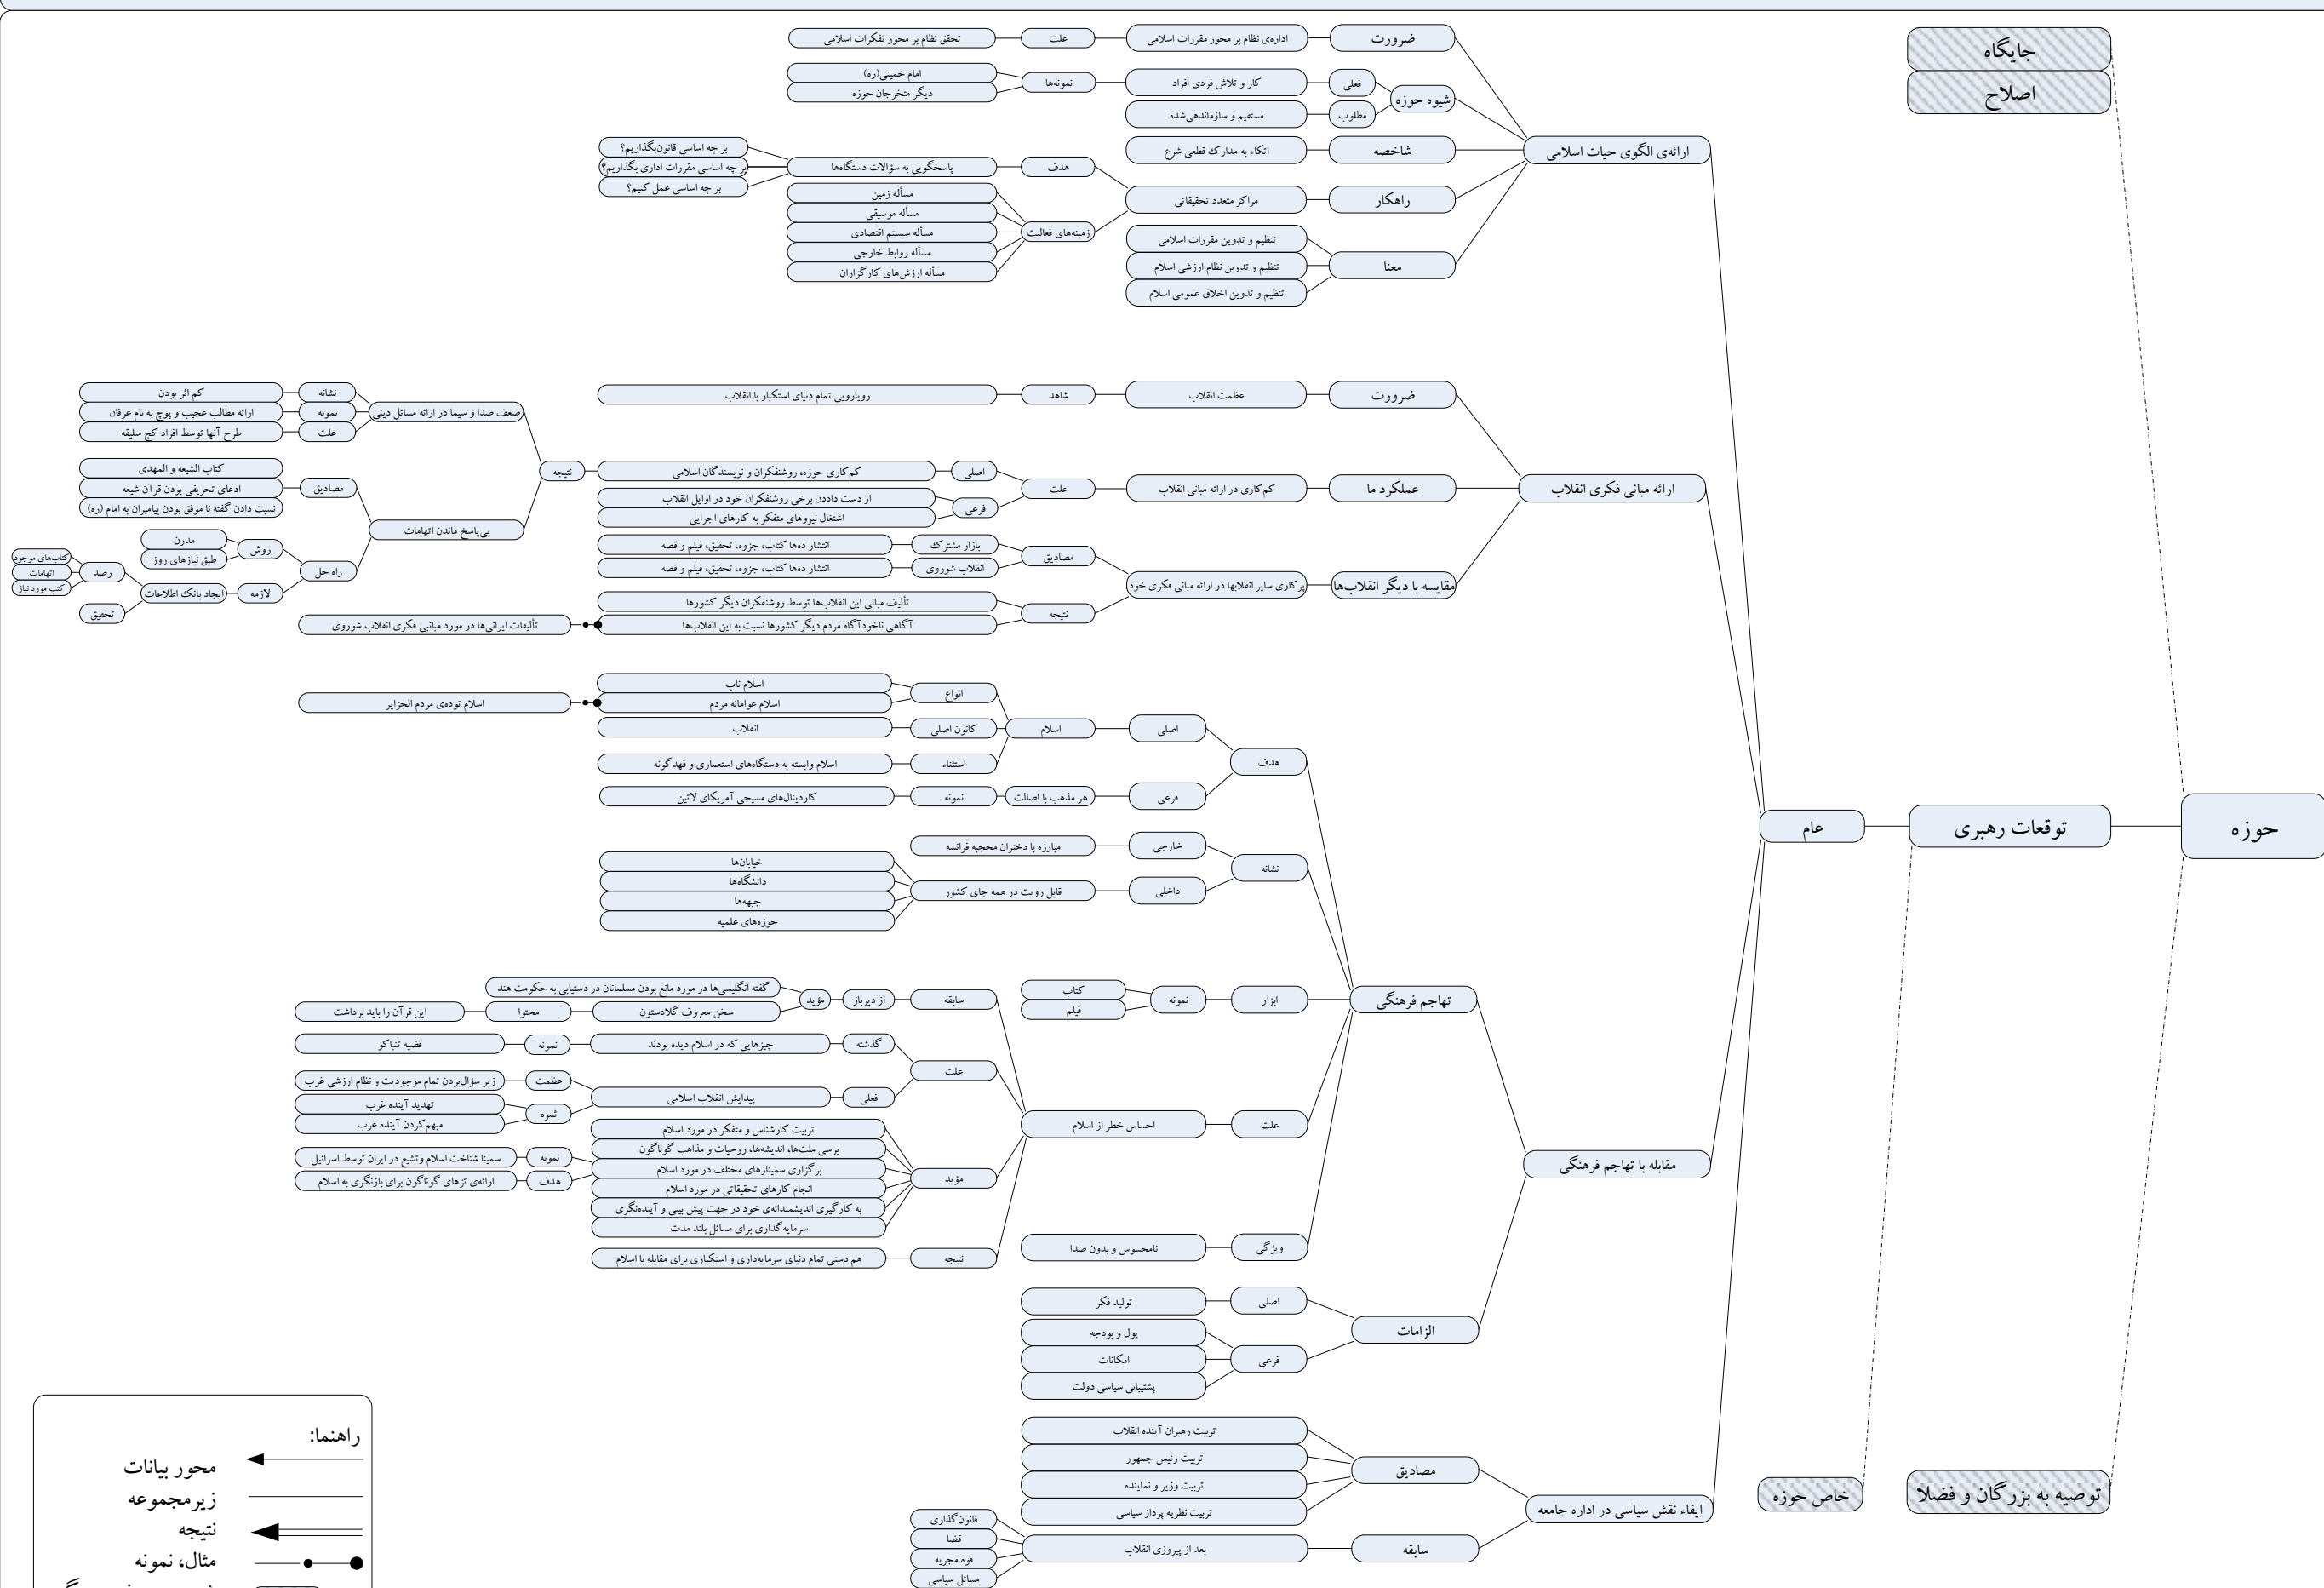 حوزه
جایگاه
اصلاح
توقعات رهبری
توصیه به بزرگان و فضلا
عام
خاص حوزه
ارائه‌ی الگوی حیات اسلامی
ضرورت
اداره‌ی نظام بر محور مقررات اسلامی
علت
تحقق نظام بر محور تفکرات اسلامی
شیوه حوزه
فعلی
کار و تلاش فردی افراد
نمونه‌ها
امام خمینی(ره)
دیگر متخرجان حوزه
مطلوب
مستقیم و سازماندهی‌شده
شاخصه
اتکاء به مدارک قطعی شرع
راهکار
مراکز متعدد تحقیقاتی
هدف
پاسخگویی به سؤالات دستگاه‌ها
بر چه اساسی قانون‌بگذاریم؟
بر چه اساسی مقررات اداری بگذاریم؟
بر چه اساسی عمل کنیم؟
زمینه‌های فعالیت
مسأله زمین
مسأله موسیقی
مسأله سیستم اقتصادی
مسأله روابط خارجی
مسأله ارزش‌های کارگزاران
معنا
تنظیم و تدوین مقررات اسلامی
تنظیم و تدوین نظام ارزشی اسلام
تنظیم و تدوین اخلاق عمومی اسلام
ارائه مبانی فکری انقلاب
ضرورت
عظمت انقلاب
شاهد
رویارویی تمام دنیای استکبار با انقلاب
عملکرد ما
کم‌کاری در ارائه مبانی انقلاب
علت
اصلی
کم‌کاری حوزه، روشنفکران و نویسندگان اسلامی
نتیجه
ضعف صدا و سیما در ارائه مسائل دینی
نشانه
کم اثر بودن
نمونه
ارائه مطالب عجیب و پوچ به نام عرفان
علت
طرح آنها توسط افراد کج سلیقه
بی‌پاسخ ماندن اتهامات
مصادیق
کتاب الشیعه و المهدی
ادعای تحریفی بودن قرآن شیعه
نسبت دادن گفته نا موفق بودن پیامبران به امام (ره)
راه حل
روش
مدرن
طبق نیازهای روز
لازمه
ایجاد بانک اطلاعات
رصد
کتاب‌های موجود
اتهامات
کتب مورد نیاز
تحقیق
فرعی
از دست داددن برخی روشنفکران خود در اوایل انقلاب
اشتغال نیروهای متفکر به کارهای اجرایی
مقایسه با دیگر انقلاب‌ها
پرکاری سایر انقلابها در ارائه مبانی فکری خود
مصادیق
بازار مشترک
انتشار ده‌ها کتاب، جزوه، تحقیق، فیلم و قصه
انقلاب شوروی
انتشار ده‌ها کتاب، جزوه، تحقیق، فیلم و قصه
نتیجه
تألیف مبانی این انقلاب‌ها توسط روشنفکران دیگر کشورها
آگاهی ناخودآگاه مردم دیگر کشورها نسبت به این انقلاب‌ها
تألیفات ایرانی‌ها در مورد مبانیی فکری انقلاب شوروی
مقابله با تهاجم فرهنگی
تهاجم فرهنگی
هدف
اصلی
اسلام
انواع
اسلام ناب
اسلام عوامانه مردم
اسلام توده‌ی مردم الجزایر
کانون اصلی
انقلاب
استثناء
اسلام وابسته به دستگاه‌های استعماری و فهدگونه
فرعی
هر مذهب با اصالت
نمونه
کاردینال‌های مسیحی آمریکای لاتین
نشانه
خارجی
مبارزه با دختران محجبه فرانسه
داخلی
قابل رویت در همه جای کشور
خیابان‌ها
دانشگاه‌ها
جبهه‌ها
حوزه‌های علمیه
ابزار
نمونه
کتاب
فیلم
علت
احساس خطر از اسلام
سابقه
از دیرباز
مؤید
گفته انگلیسی‌ها در مورد مانع بودن مسلمانان در دستیابی به حکومت هند
سخن معروف گلادستون
محتوا
این قرآن را باید برداشت
علت
گذشته
چیزهایی که در اسلام دیده بودند
نمونه
قضیه تنباکو
فعلی
پیدایش انقلاب اسلامی
عظمت
زیر سؤال‌بردن تمام موجودیت و نظام ارزشی غرب
ثمره
تهدید آینده غرب
مبهم‌کردن آینده غرب
مؤید
تربیت کارشناس و متفکر در مورد اسلام
برسی ملت‌ها، اندیشه‌ها، روحیات و مذاهب گوناگون
برگزاری سمینارهای مختلف در مورد اسلام
نمونه
سمینا شناخت اسلام وتشیع در ایران توسط اسرائیل
هدف
ارائه‌ی تزهای گوناگون برای بازنگری به اسلام
انجام کارهای تحقیقاتی در مورد اسلام
به کارگیری اندیشمندانه‌ی خود در جهت پیش بینی و آینده‌نگری
سرمایه‌گذاری برای مسائل بلند مدت
نتیجه
هم دستی تمام دنیای سرمایه‌داری و استکباری برای مقابله با اسلام
ویژگی
نامحسوس و بدون صدا
الزامات
اصلی
تولید فکر
فرعی
پول و بودجه
امکانات
پشتیبانی سیاسی دولت
ایفاء نقش سیاسی در اداره جامعه
مصادیق
تربیت رهبران آینده انقلاب
تربیت رئیس جمهور
تربیت وزیر و نماینده
تربیت نظریه پرداز سیاسی
سابقه
بعد از پیروزی انقلاب
قانون‌گذاری
قضا
قوه مجریه
مسائل سیاسی
راهنما:
محور بیانات
زیرمجموعه
نتیجه
مثال، نمونه